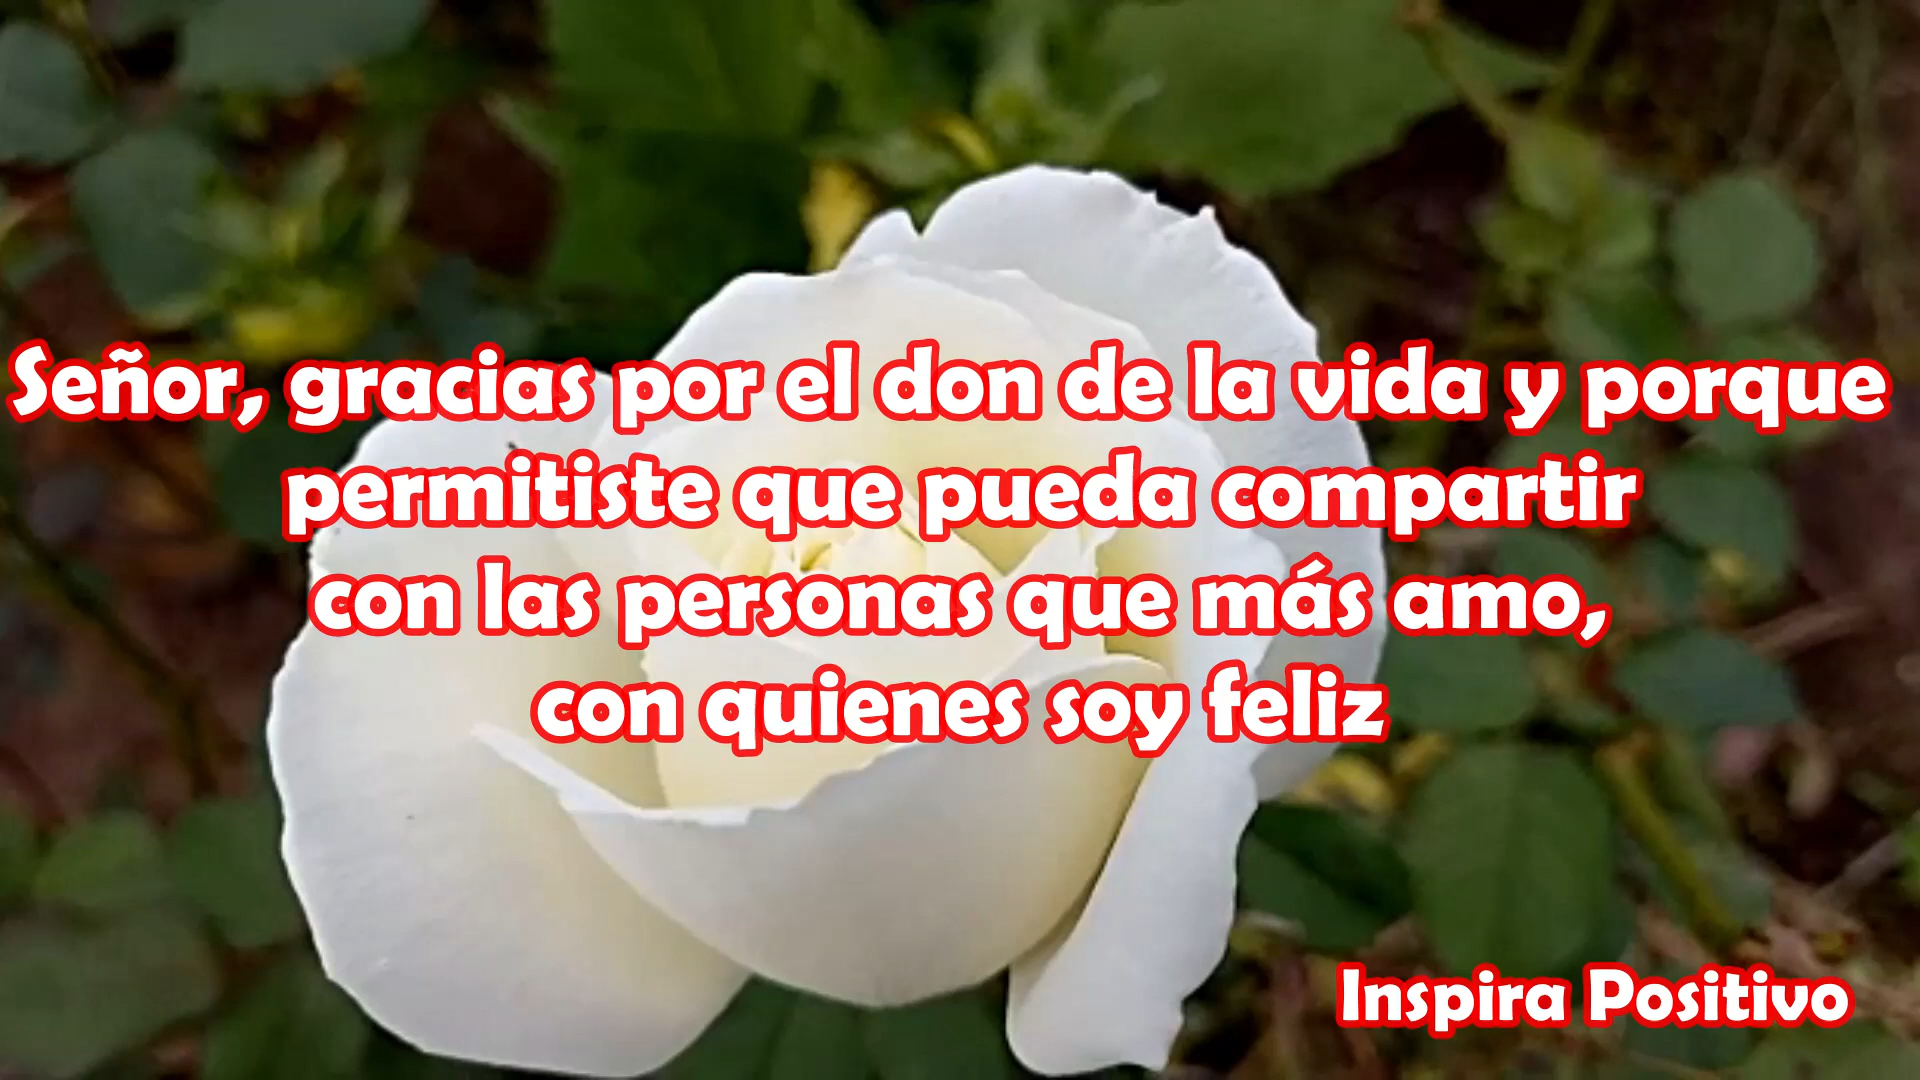 Señor, gracias por el don de la vida y porque
permitiste que pueda compartir
con las personas que más amo,
con quienes soy feliz
Inspira Positivo